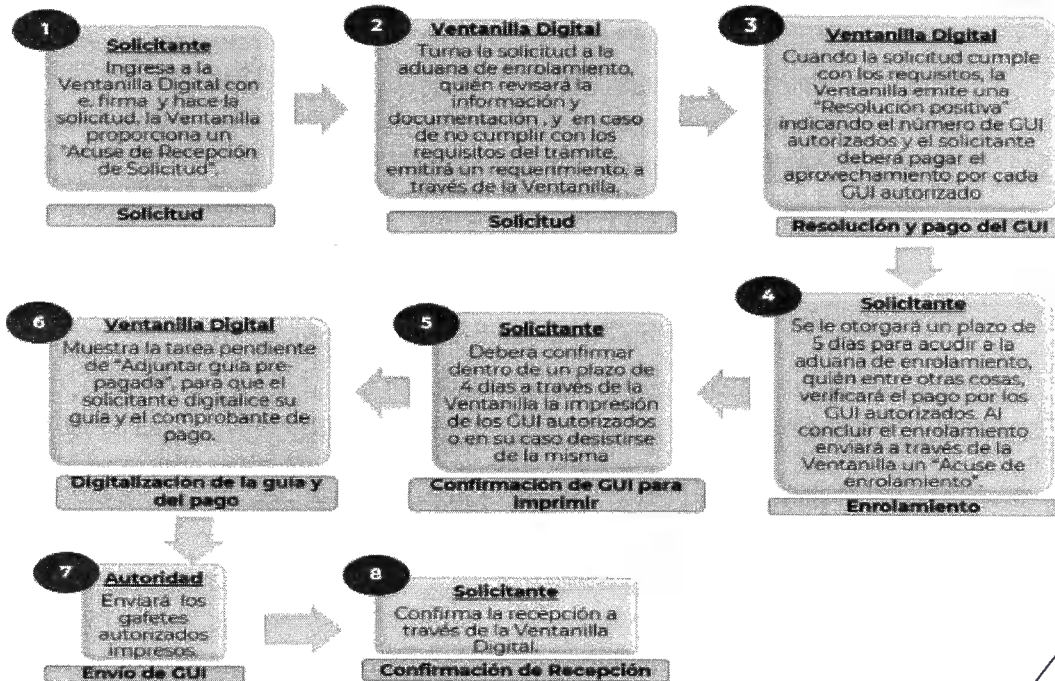 1
Solicitante
Ingresa a la
Ventanilla Digital con
e. firma y hace la
solicitud, la Ventanilla
proporciona un
"Acuse de Recepción
de Solicitud".
Solicitud
2
Ventanilla Digital
Turna la solicitud a la
aduana de enrolamiento,
quién revisará la
información y
documentación , y en caso
de no cumplir con los
requisitos del trámite,
emitirá un requerimiento, a
través de la Ventanilla.
Solicitud
3
Ventanilla Digital
Cuando la solicitud cumple
con los requisitos, la
Ventanilla emite una
"Resolución positiva"
indicando el número de GUI
autorizados y el solicitante
deberá pagar el
aprovechamiento por cada
GUI autorizado
Resolución y pago del GUI
4
Solicitante
Se le otorgará un plazo de
5 días para acudir a la
aduana de enrolamiento,
quién entre otras cosas,
verificará el pago por los
GUI autorizados. Al
concluir el enrolamiento
enviará a través de la
Ventanilla un "Acuse de
enrolamiento".
Enrolamiento
5
Solicitante
Deberá confirmar
dentro de un plazo de
4 días a través de la
Ventanilla la impresión
de los GUI autorizados
o en su caso desistirse
de la misma
Confirmación de GUI para
imprimir
6
Ventanilla Digital
Muestra la tarea pendiente
de "Adjuntar guía pre-
pagada", para que el
solicitante digitalice su
guía y el comprobante de
pago.
Digitalización de la guía y
del pago
7
Autoridad
Enviará los
gafetes
autorizados
impresos
Envío de GUI
8
Solicitante
Confirma la recepción a
través de la Ventanilla
Digital.
Confirmación de Recepción